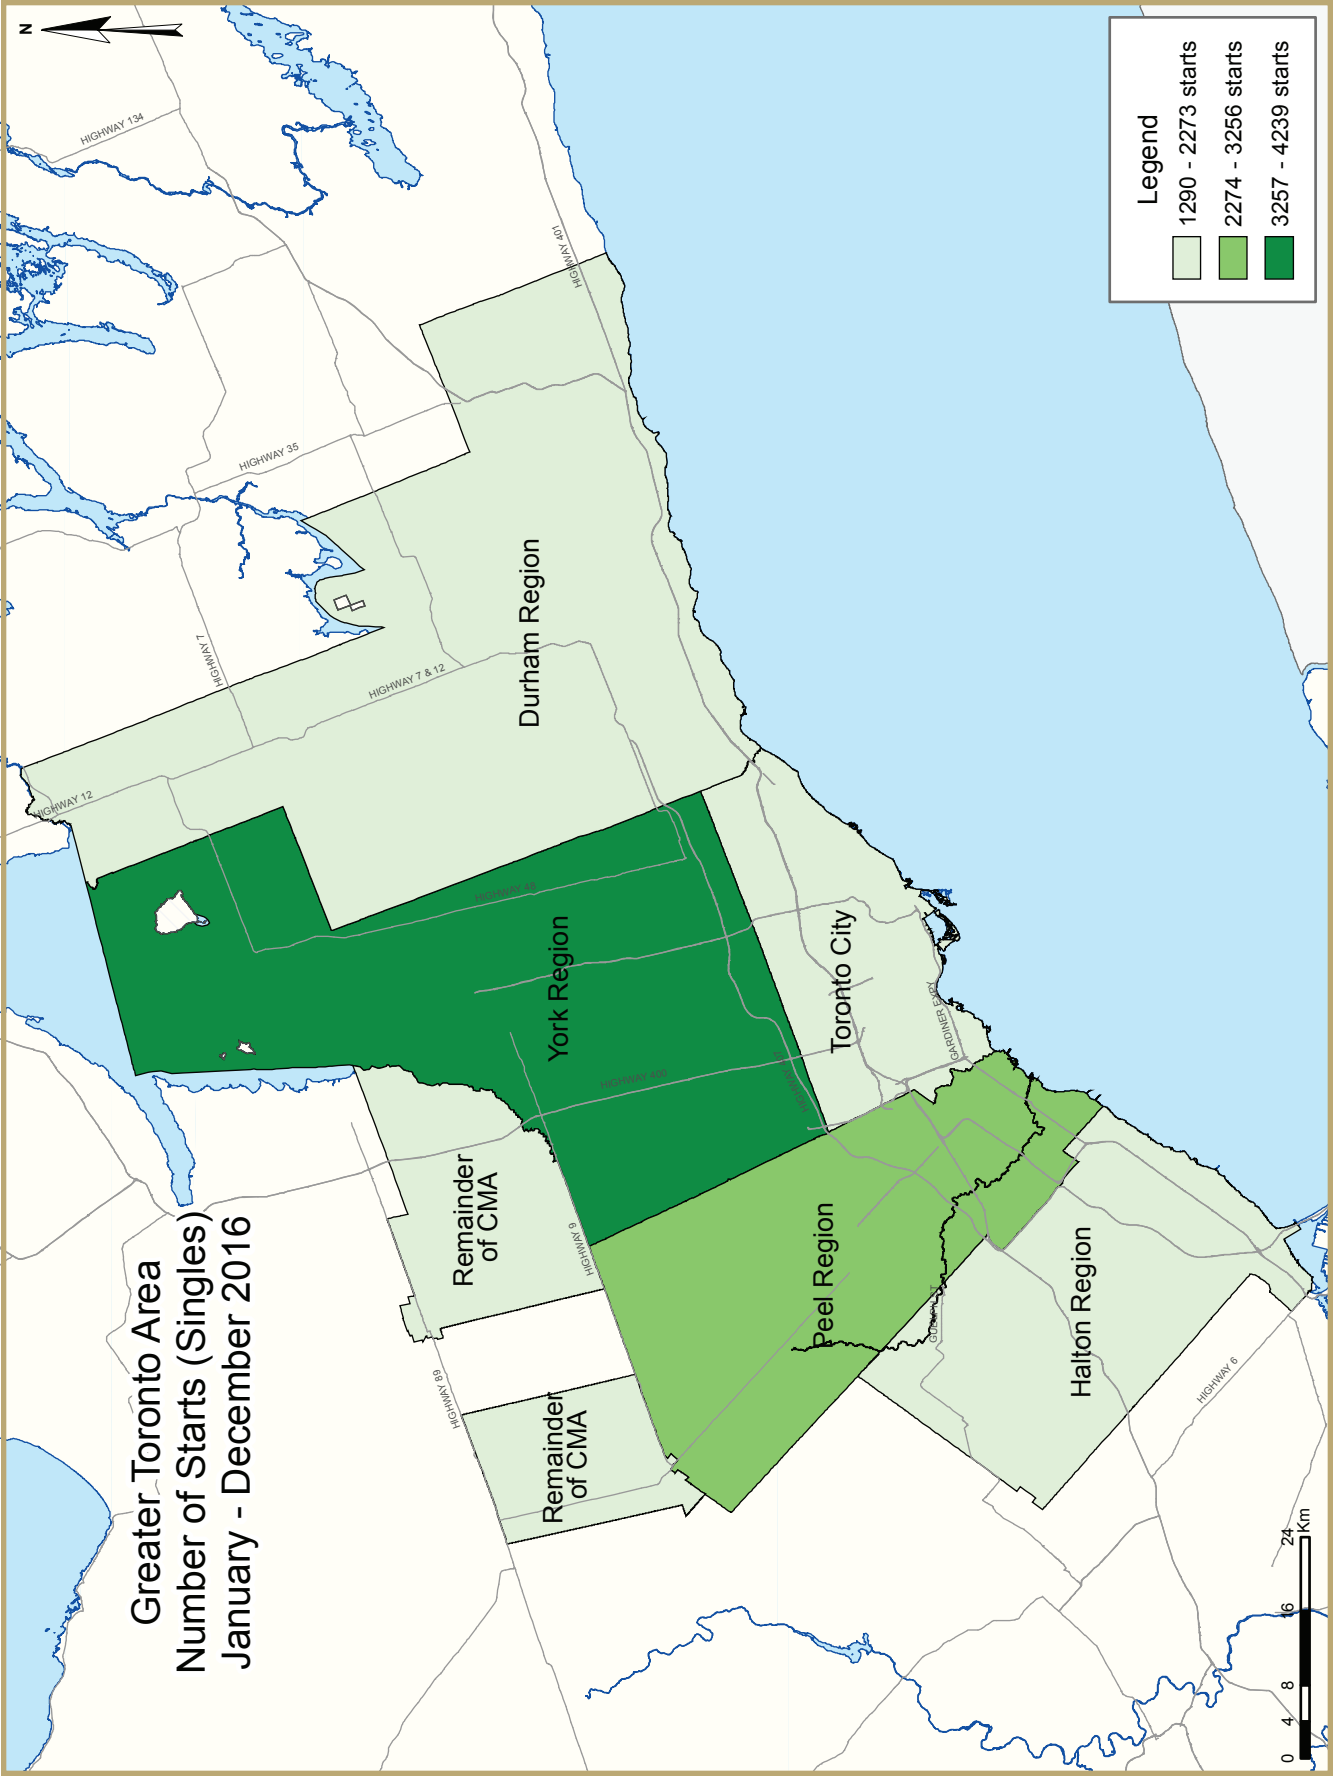 Greater Toronto Area
Number of Starts (Singles)
January - December 2016
N
HIGHWAY 134
HIGHWAY 401
HIGHWAY 35
HIGHWAY 7
HIGHWAY 7 & 12
HIGHWAY 12
Durham Region
HIGHWAY 48
York Region
HIGHWAY 400
Toronto City
GARDINER EXPY
Remainder
of CMA
HIGHWAY 9
HIGHWAY 89
Remainder
of CMA
Peel Region
Halton Region
HIGHWAY 6
Legend
1290 - 2273 starts
2274 - 3256 starts
3257 - 4239 starts
0 4 8 16 24
Km